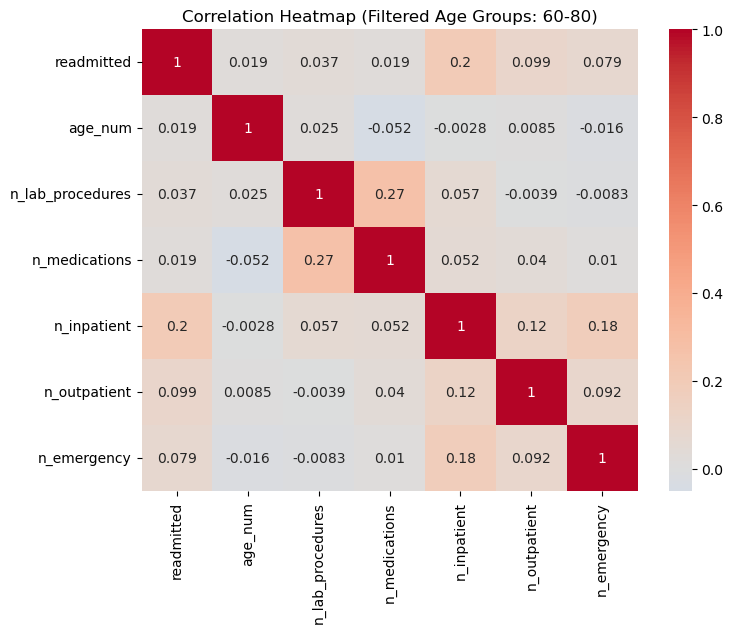 Correlation Heatmap (Filtered Age Groups: 60-80)
readmitted 1 0.019 0.037 0.019 0.2 0.099 0.079
age_num 0.019 1 0.025 -0.052 -0.0028 0.0085 -0.016
n_lab_procedures 0.037 0.025 1 0.27 0.057 -0.0039 -0.0083
n_medications 0.019 -0.052 0.27 1 0.052 0.04 0.01
n_inpatient 0.2 -0.0028 0.057 0.052 1 0.12 0.18
n_outpatient 0.099 0.0085 -0.0039 0.04 0.12 1 0.092
n_emergency 0.079 -0.016 -0.0083 0.01 0.18 0.092 1
readmitted
age_num
n_lab_procedures
n_medications
n_inpatient
n_outpatient
n_emergency
1.0
0.8
0.6
0.4
0.2
0.0